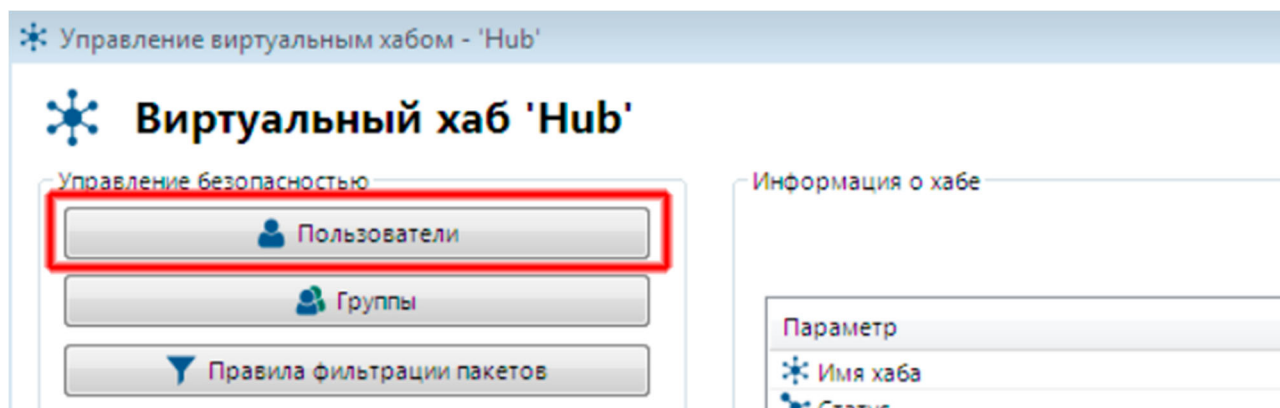 Управление виртуальным хабом - 'Hub'
Виртуальный хаб 'Hub'
Управление безопасностью
Пользователи
Группы
Правила фильтрации пакетов
Информация о хабе
Параметр
Имя хаба
Статус